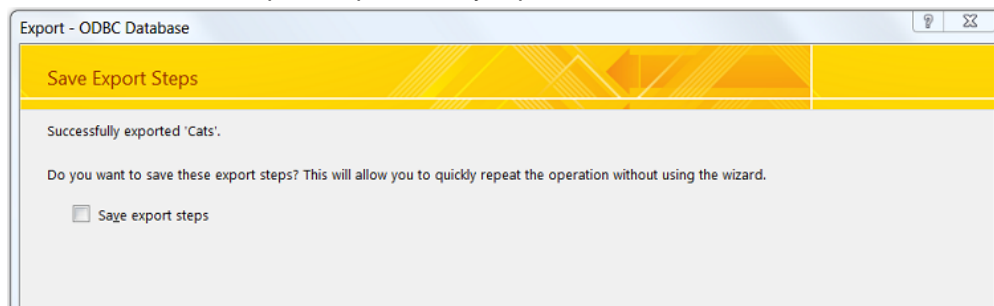 Export - ODBC Database
Save Export Steps
Successfully exported 'Cats'.
Do you want to save these export steps? This will allow you to quickly repeat the operation without using the wizard.
Save export steps